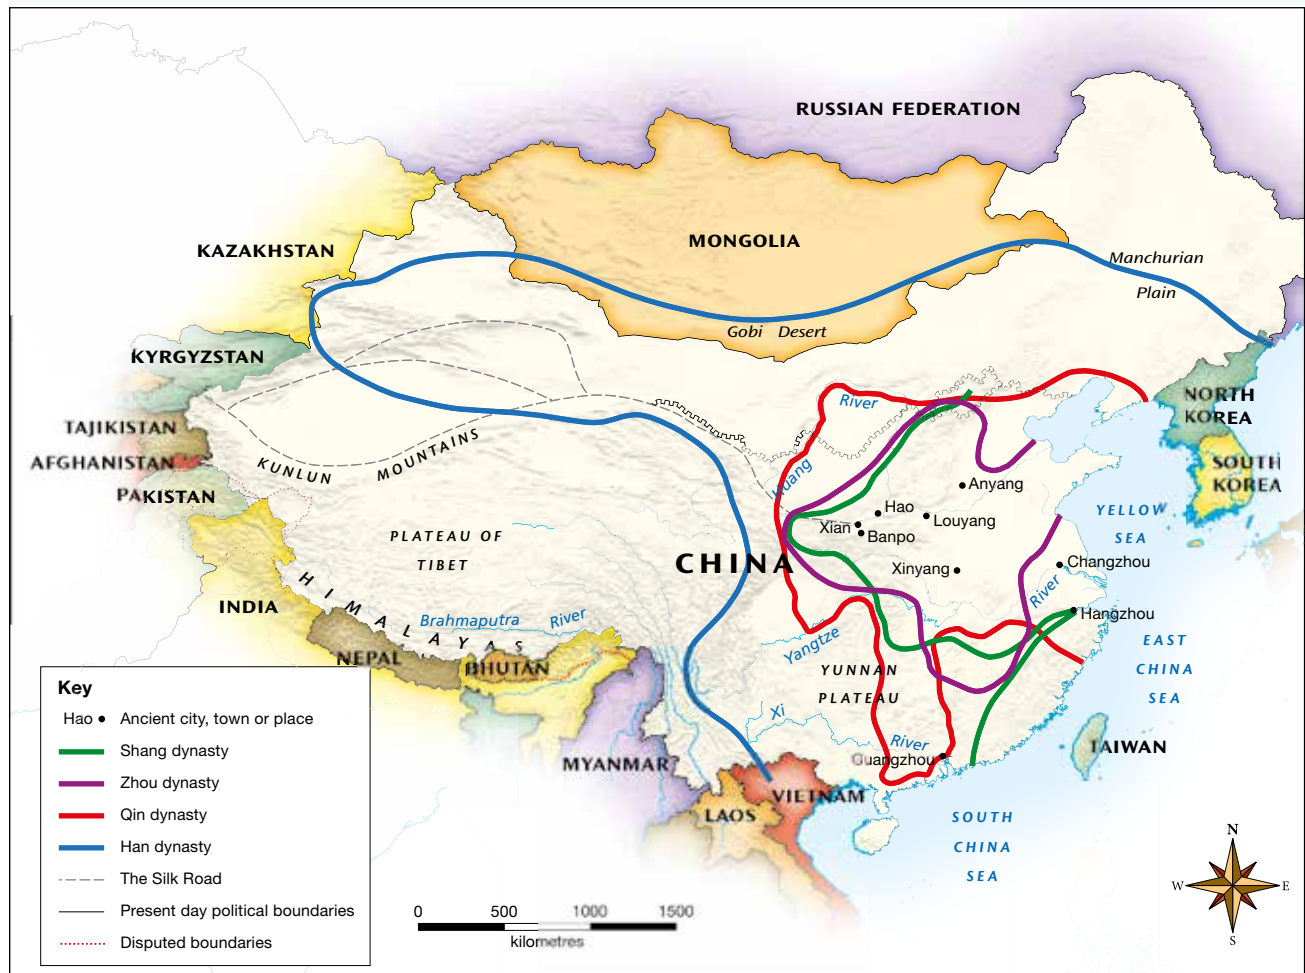 RUSSIAN FEDERATION
MONGOLIA
KAZAKHSTAN
Manchurian
Plain
Gobi Desert
KYRGYZSTAN
NORTH
KOREA
River
TAJIKISTAN
AFGHANISTAN
PAKISTAN
KUNLUN MOUNTAINS
SOUTH
KOREA
Huang
Anyang
Hao
Louyang
Xian
Banpo
YELLOW
SEA
PLATEAU OF
TIBET
CHINA
Xinyang
Changzhou
River
Hangzhou
INDIA
HIMALAYAS
Brahmaputra River
NEPAL
BHUTAN
Yangtze
YUNNAN
PLATEAU
EAST
CHINA
SEA
Xi
River
Guangzhou
TAIWAN
MYANMAR
VIETNAM
LAOS
SOUTH
CHINA
SEA
Key
Hao • Ancient city, town or place
Shang dynasty
Zhou dynasty
Qin dynasty
Han dynasty
The Silk Road
Present day political boundaries
Disputed boundaries
0 500 1000 1500
kilometres
N
W E
S